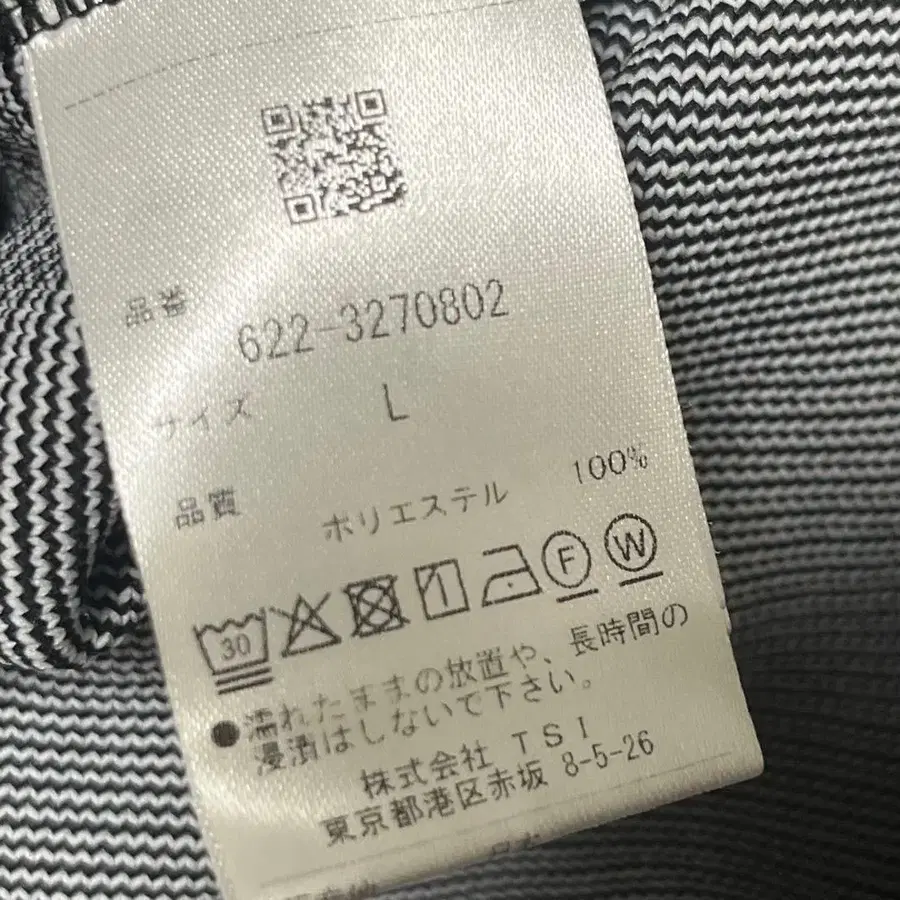 品番
622-3270802
サイズ L
品質
ポリエステル 100%
30
F W
●濡れたままの放置や、長時間の
浸漬はしないで下さい。
株式会社 TSI
東京都港区赤坂 8-5-26